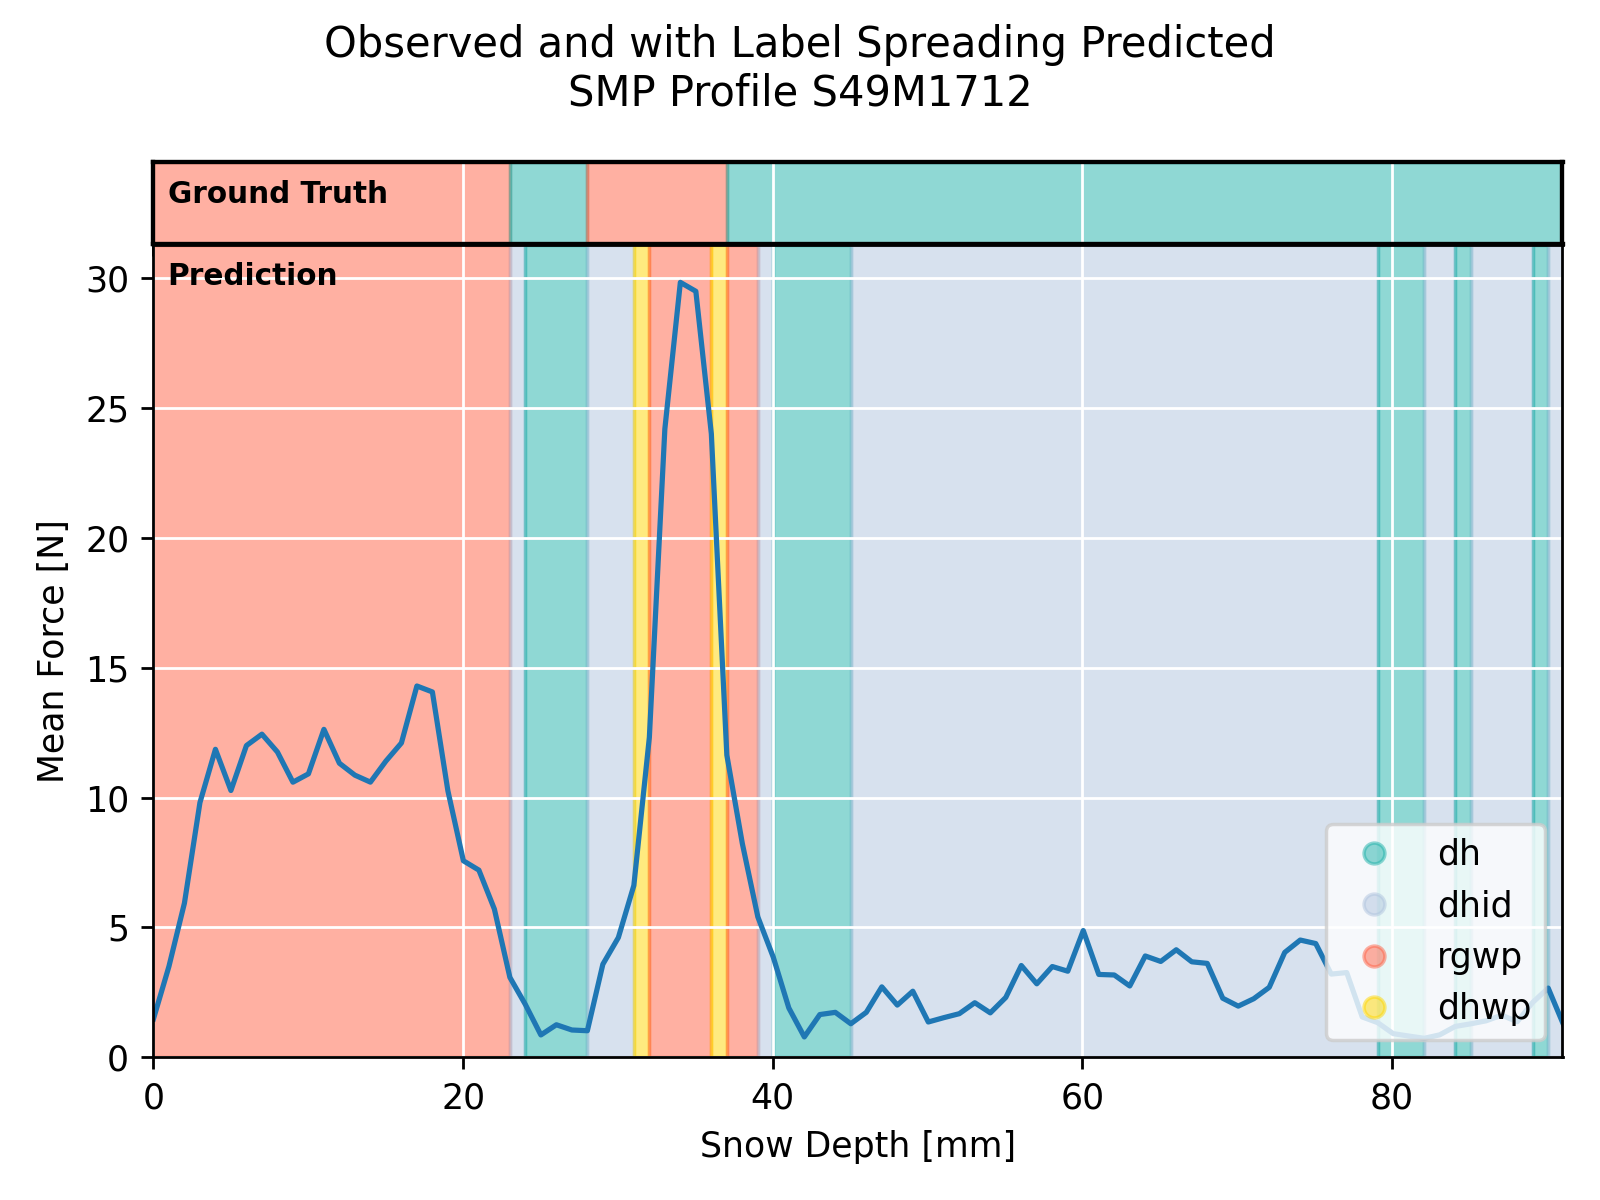 Observed and with Label Spreading Predicted
SMP Profile S49M1712
Ground Truth
Prediction
30
25
20
15
10
5
0
Mean Force [N]
dh
dhid
rgwp
dhwp
0 20 40 60 80
Snow Depth [mm]